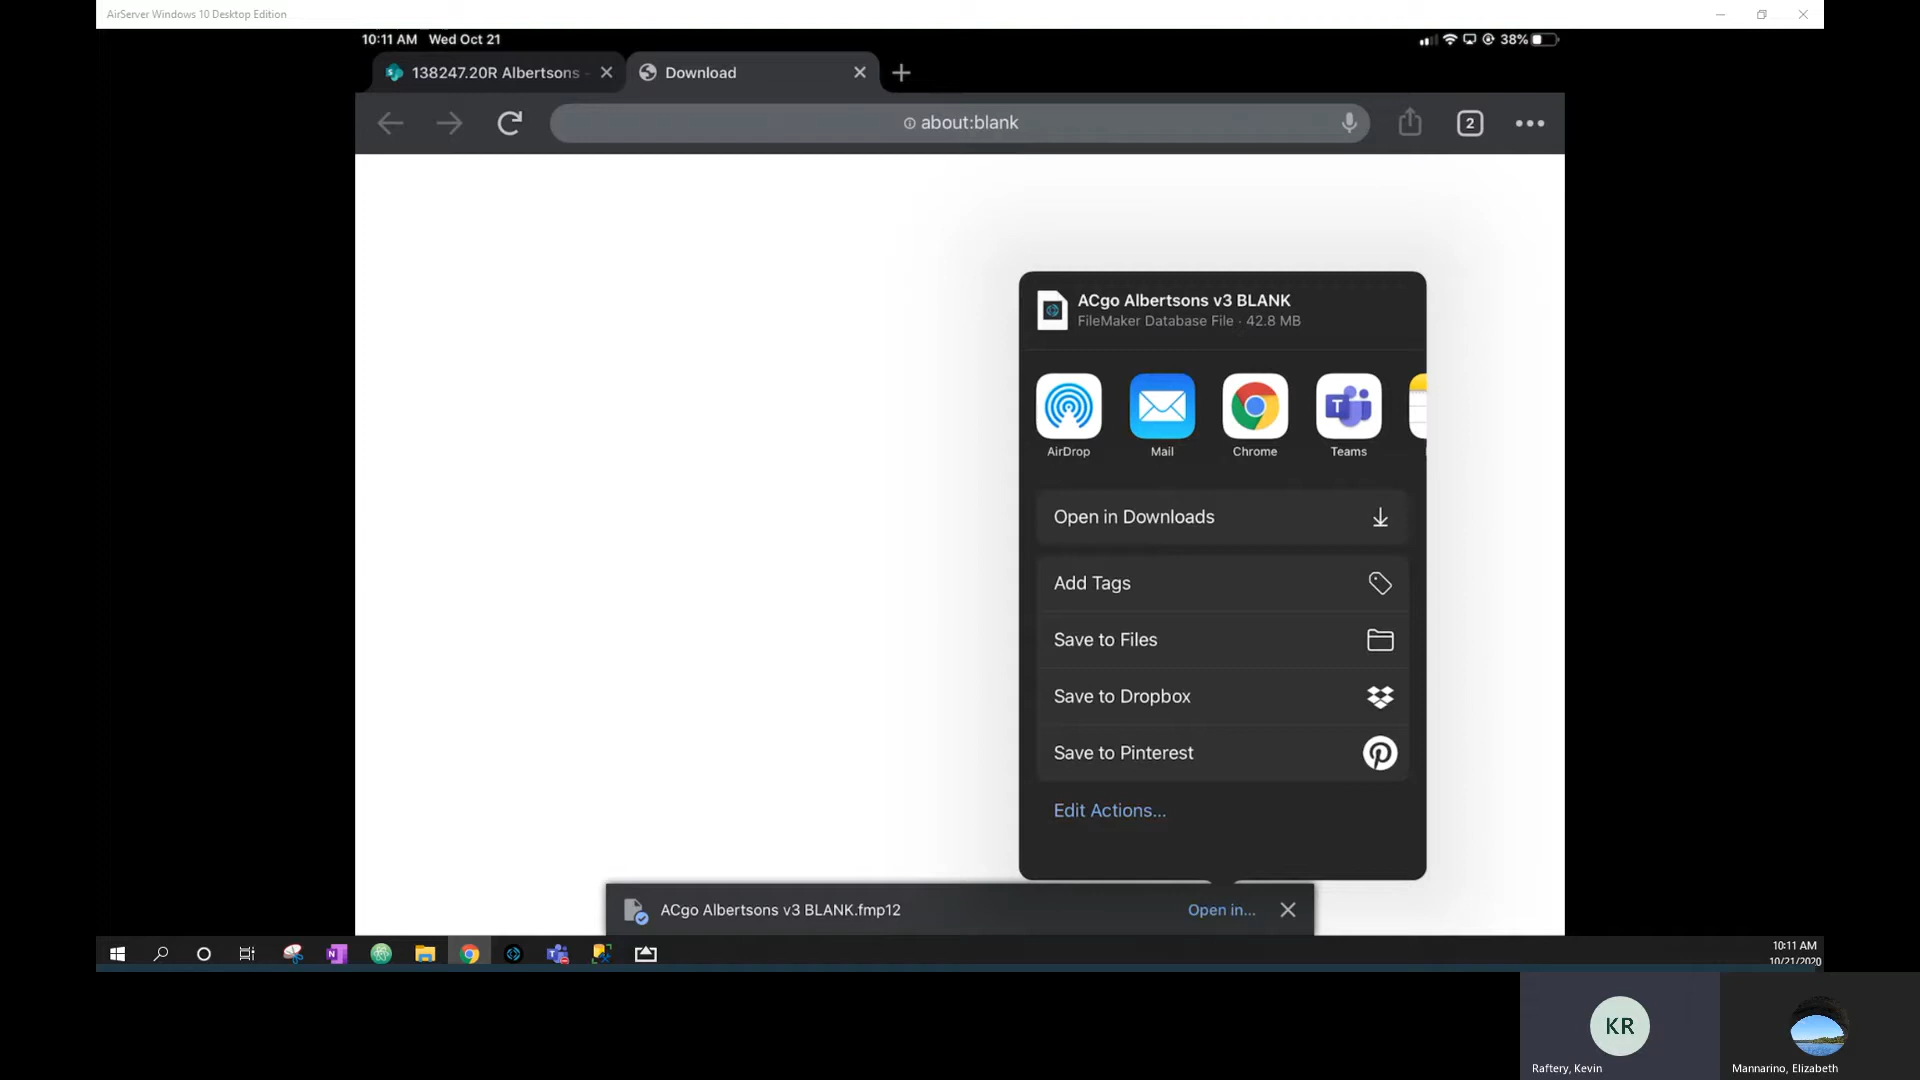 AirServer Windows 10 Desktop Edition
10:11 AM Wed Oct 21
38%
138247.20R Albertsons -
Download
about:blank
2
ACgo Albertsons v3 BLANK
FileMaker Database File · 42.8 MB
AirDrop
Mail
Chrome
Teams
Open in Downloads
Add Tags
Save to Files
Save to Dropbox
Save to Pinterest
Edit Actions...
ACgo Albertsons v3 BLANK.fmp12
Open in...
10:11 AM
10/21/2020
KR
Raftery, Kevin
Mannarino, Elizabeth